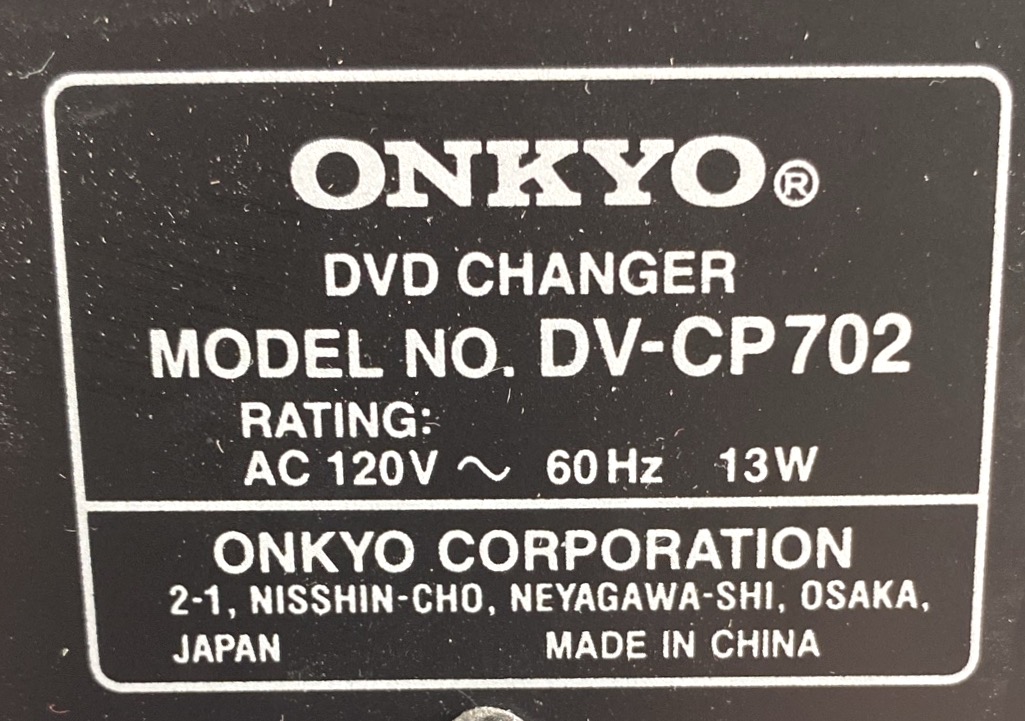 ONKYO®
DVD CHANGER
MODEL NO. DV-CP702
RATING:
AC 120V ~ 60Hz 13W
ONKYO CORPORATION
2-1, NISSHIN-CHO, NEYAGAWA-SHI, OSAKA,
JAPAN MADE IN CHINA